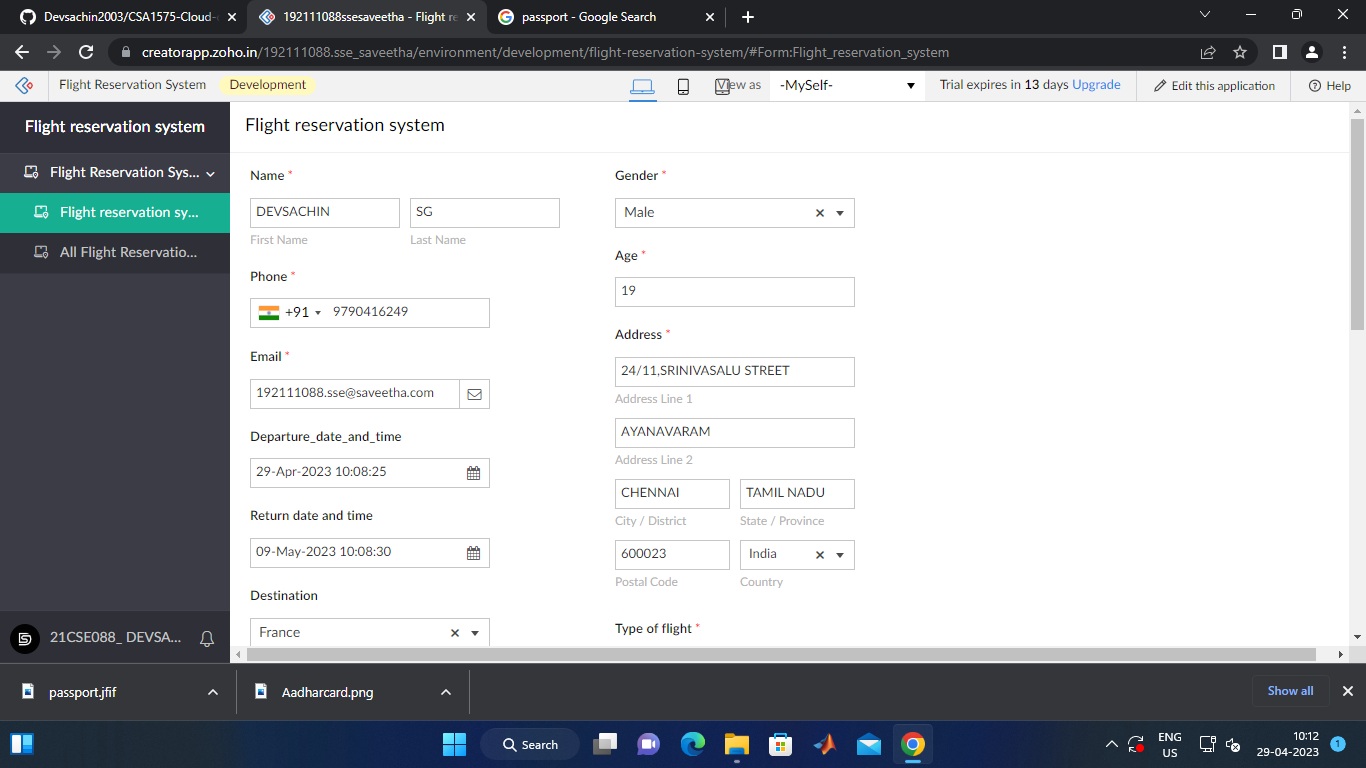 Devsachin2003/CSA1575-Cloud-
192111088ssesaveetha - Flight re
passport - Google Search
creatorapp.zoho.in/192111088.sse_saveetha/environment/development/flight-reservation-system/#Form:Flight_reservation_system
Flight Reservation System
Development
View as
-MySelf-
Trial expires in 13 days Upgrade
Edit this application
Help
Flight reservation system
Flight Reservation Sys...
Flight reservation sy...
All Flight Reservatio...
21CSE088_ DEVSA...
Flight reservation system
Name *
DEVSACHIN
SG
First Name
Last Name
Phone *
+91
9790416249
Email *
192111088.sse@saveetha.com
Departure_date_and_time
29-Apr-2023 10:08:25
Return date and time
09-May-2023 10:08:30
Destination
France
Gender *
Male
Age *
19
Address *
24/11,SRINIVASALU STREET
Address Line 1
AYANAVARAM
Address Line 2
CHENNAI
TAMIL NADU
City / District
State / Province
600023
India
Postal Code
Country
Type of flight *
passport.jfif
Aadharcard.png
Show all
Search
ENG
US
10:12
29-04-2023
1